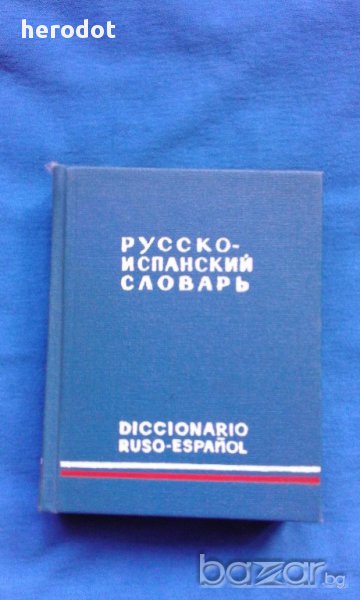 herodot
РУССКО-
ИСПАНСКИЙ
СЛОВАРЬ
DICCIONARIO
RUSO-ESPAÑOL
bazar.bg